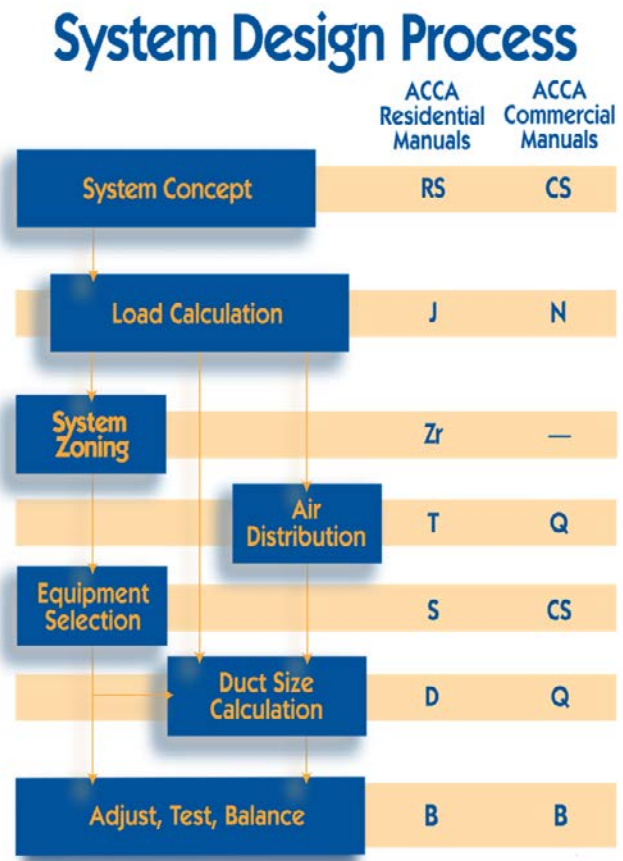 System Design Process
ACCA
Residential
Manuals
ACCA
Commercial
Manuals
System Concept RS CS
Load Calculation J N
System
Zoning
Zr —
Air
Distribution
T Q
Equipment
Selection
S CS
Duct Size
Calculation
D Q
Adjust, Test, Balance B B